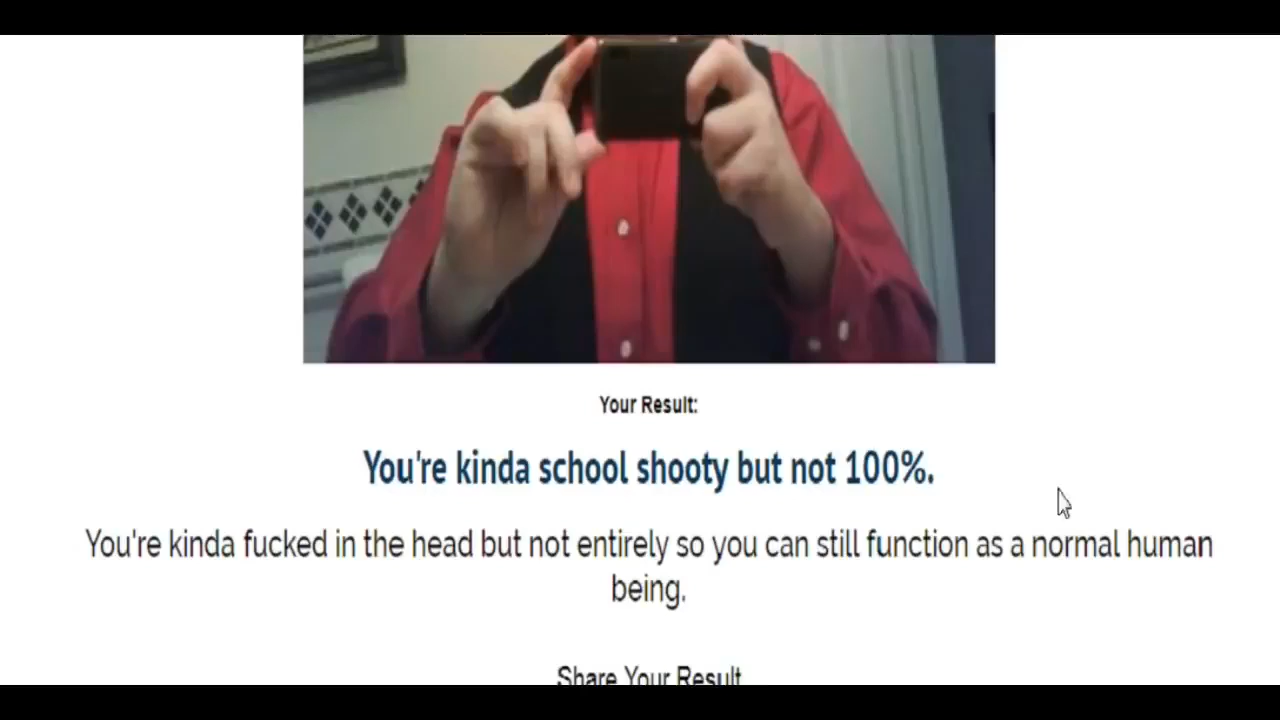 Your Result:
You're kinda school shooty but not 100%.
You're kinda fucked in the head but not entirely so you can still function as a normal human
being.
Share Your Result